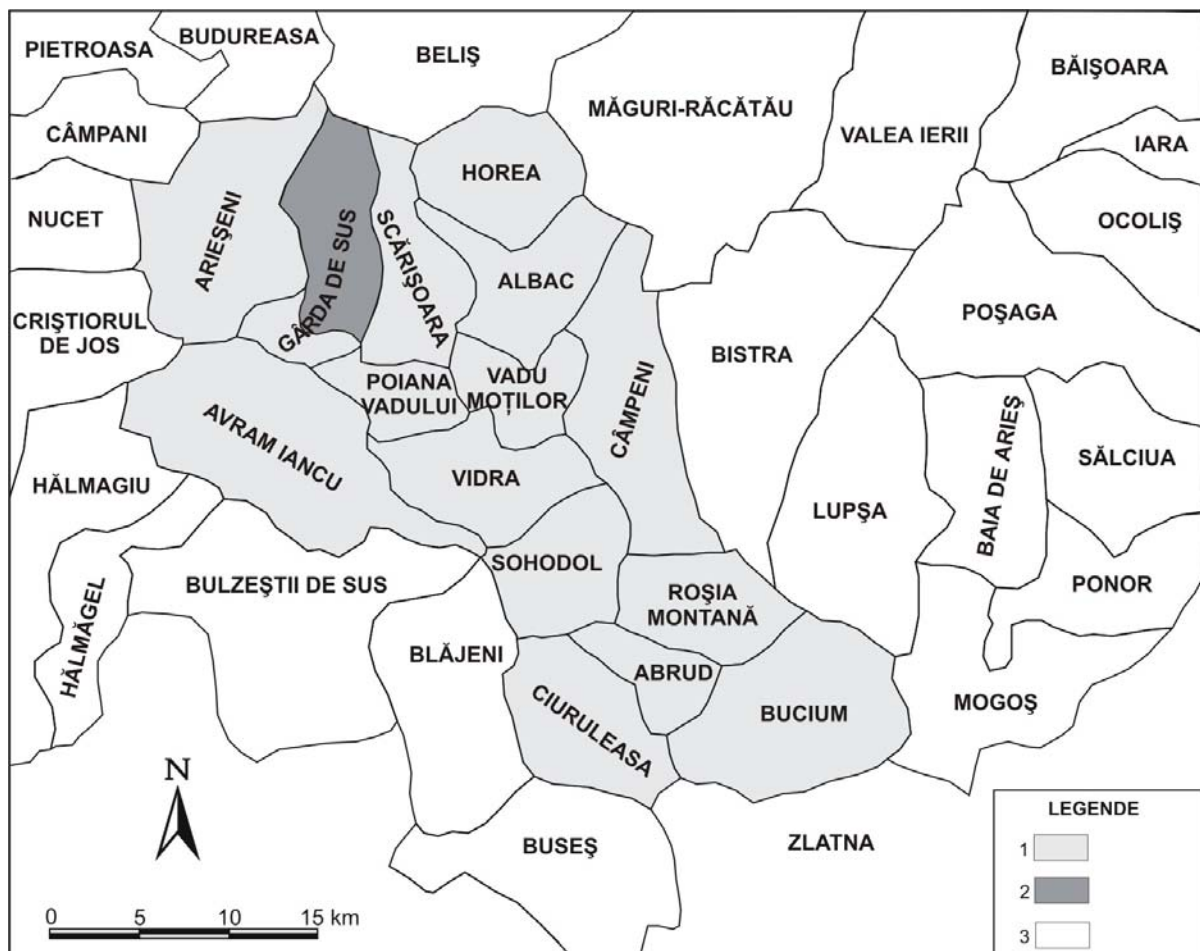 PIETROASA
BUDUREASA
BELIŞ
BĂIŞOARA
MĂGURI-RĂCĂTĂU
CÂMPANI
VALEA IERII
IARA
HOREA
NUCET
OCOLIŞ
ARIEŞENI
GÂRDA DE SUS
SCĂRIŞOARA
ALBAC
CRIŞTIORUL
DE JOS
POŞAGA
BISTRA
POIANA
VADULUI
VADU
MOŢILOR
CÂMPENI
AVRAM IANCU
BAIA DE ARIEŞ
SĂLCIUA
HĂLMAGIU
VIDRA
LUPŞA
SOHODOL
BULZEŞTII DE SUS
PONOR
ROŞIA
MONTANĂ
HĂLMĂGEL
BLĂJENI
ABRUD
MOGOŞ
BUCIUM
CIURULEASA
N
BUSEŞ
ZLATNA
LEGENDE
1
2
3
0 5 10 15 km